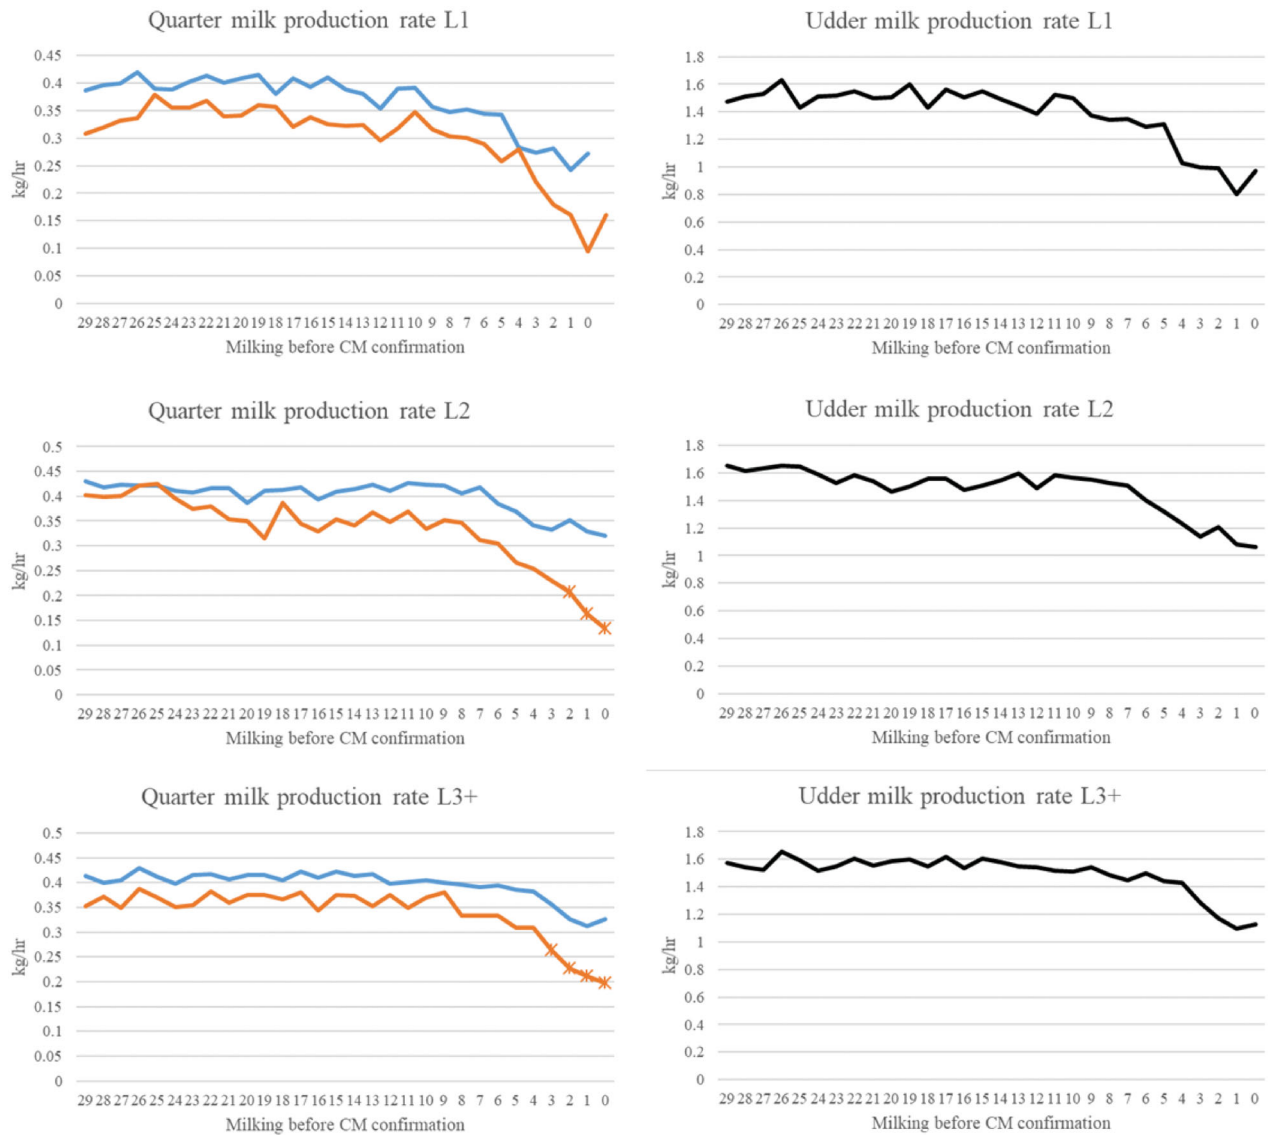 Quarter milk production rate L1
0.45
0.4
0.35
0.3
0.25
0.2
0.15
0.1
0.05
0
kg/hr
29 28 27 26 25 24 23 22 21 20 19 18 17 16 15 14 13 12 11 10 9 8 7 6 5 4 3 2 1 0
Milking before CM confirmation
Udder milk production rate L1
1.8
1.6
1.4
1.2
1
0.8
0.6
0.4
0.2
0
kg/hr
29 28 27 26 25 24 23 22 21 20 19 18 17 16 15 14 13 12 11 10 9 8 7 6 5 4 3 2 1 0
Milking before CM confirmation
Quarter milk production rate L2
0.5
0.45
0.4
0.35
0.3
0.25
0.2
0.15
0.1
0.05
0
kg/hr
29 28 27 26 25 24 23 22 21 20 19 18 17 16 15 14 13 12 11 10 9 8 7 6 5 4 3 2 1 0
Milking before CM confirmation
Udder milk production rate L2
1.8
1.6
1.4
1.2
1
0.8
0.6
0.4
0.2
0
kg/hr
29 28 27 26 25 24 23 22 21 20 19 18 17 16 15 14 13 12 11 10 9 8 7 6 5 4 3 2 1 0
Milking before CM confirmation
Quarter milk production rate L3+
0.5
0.45
0.4
0.35
0.3
0.25
0.2
0.15
0.1
0.05
0
kg/hr
29 28 27 26 25 24 23 22 21 20 19 18 17 16 15 14 13 12 11 10 9 8 7 6 5 4 3 2 1 0
Milking before CM confirmation
Udder milk production rate L3+
1.8
1.6
1.4
1.2
1
0.8
0.6
0.4
0.2
0
kg/hr
29 28 27 26 25 24 23 22 21 20 19 18 17 16 15 14 13 12 11 10 9 8 7 6 5 4 3 2 1 0
Milking before CM confirmation